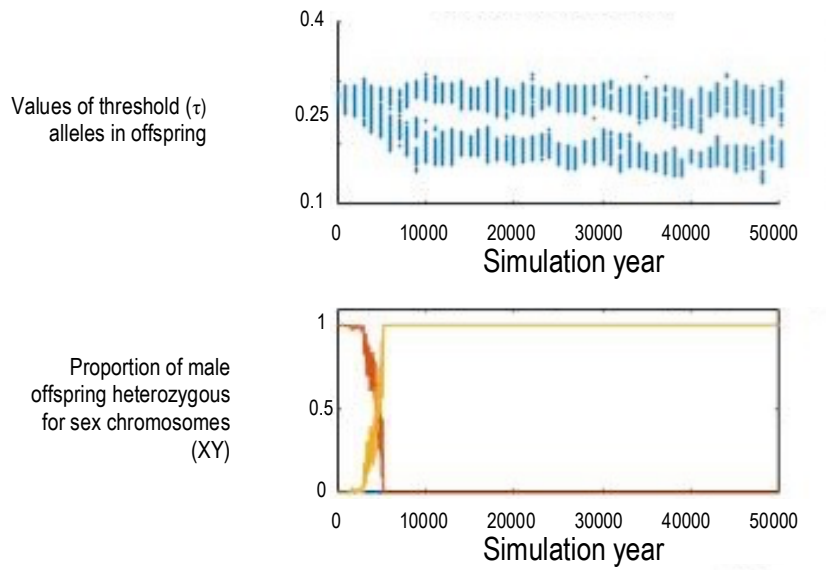 0.4
Values of threshold (τ)
alleles in offspring
0.25
0.1
0 10000 20000 30000 40000 50000
Simulation year
1
Proportion of male
offspring heterozygous
for sex chromosomes
(XY)
0.5
0
0 10000 20000 30000 40000 50000
Simulation year